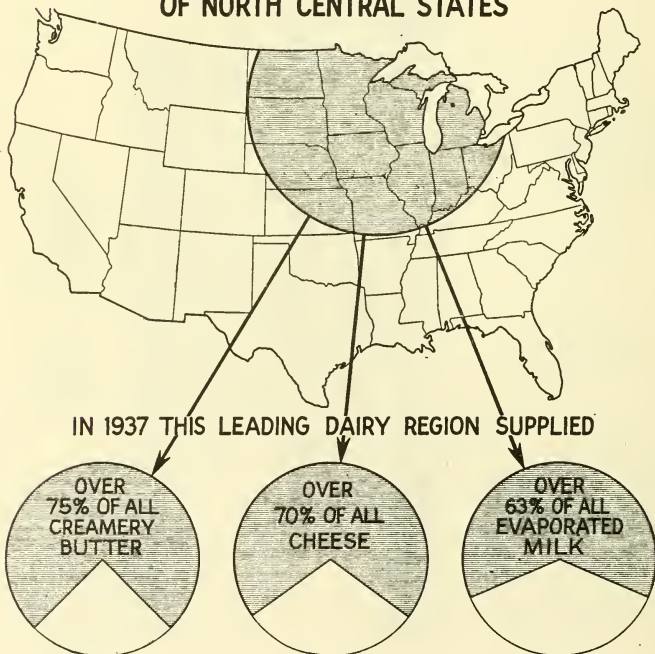 OF NORTH CENTRAL STATES
IN 1937 THIS LEADING DAIRY REGION SUPPLIED
OVER
75% OF ALL
CREAMERY
BUTTER
OVER
70% OF ALL
CHEESE
OVER
63% OF ALL
EVAPORATED
MILK